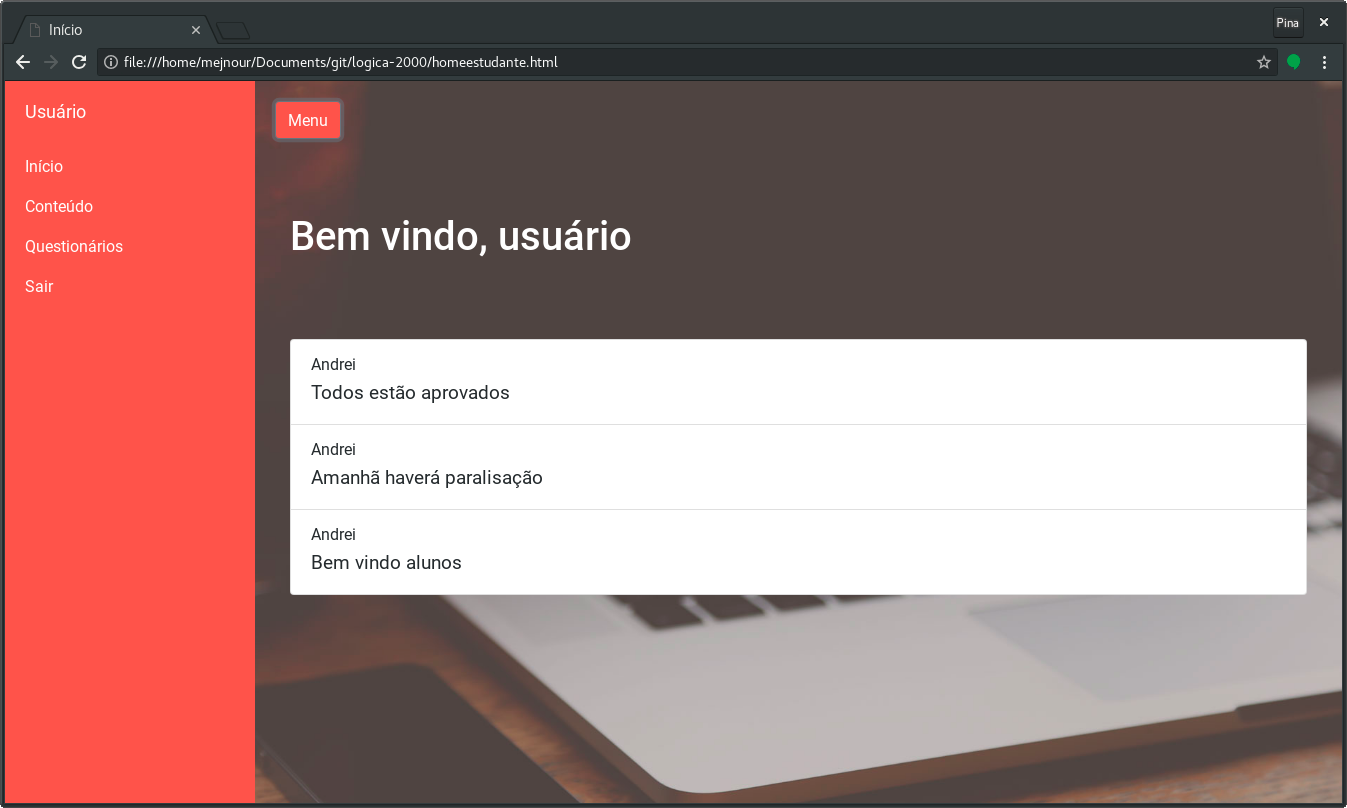 Início
Pina
file:///home/mejnour/Documents/git/logica-2000/homeestudante.html
Usuário
Início
Conteúdo
Questionários
Sair
Menu
Bem vindo, usuário
Andrei
Todos estão aprovados
Andrei
Amanhã haverá paralisação
Andrei
Bem vindo alunos